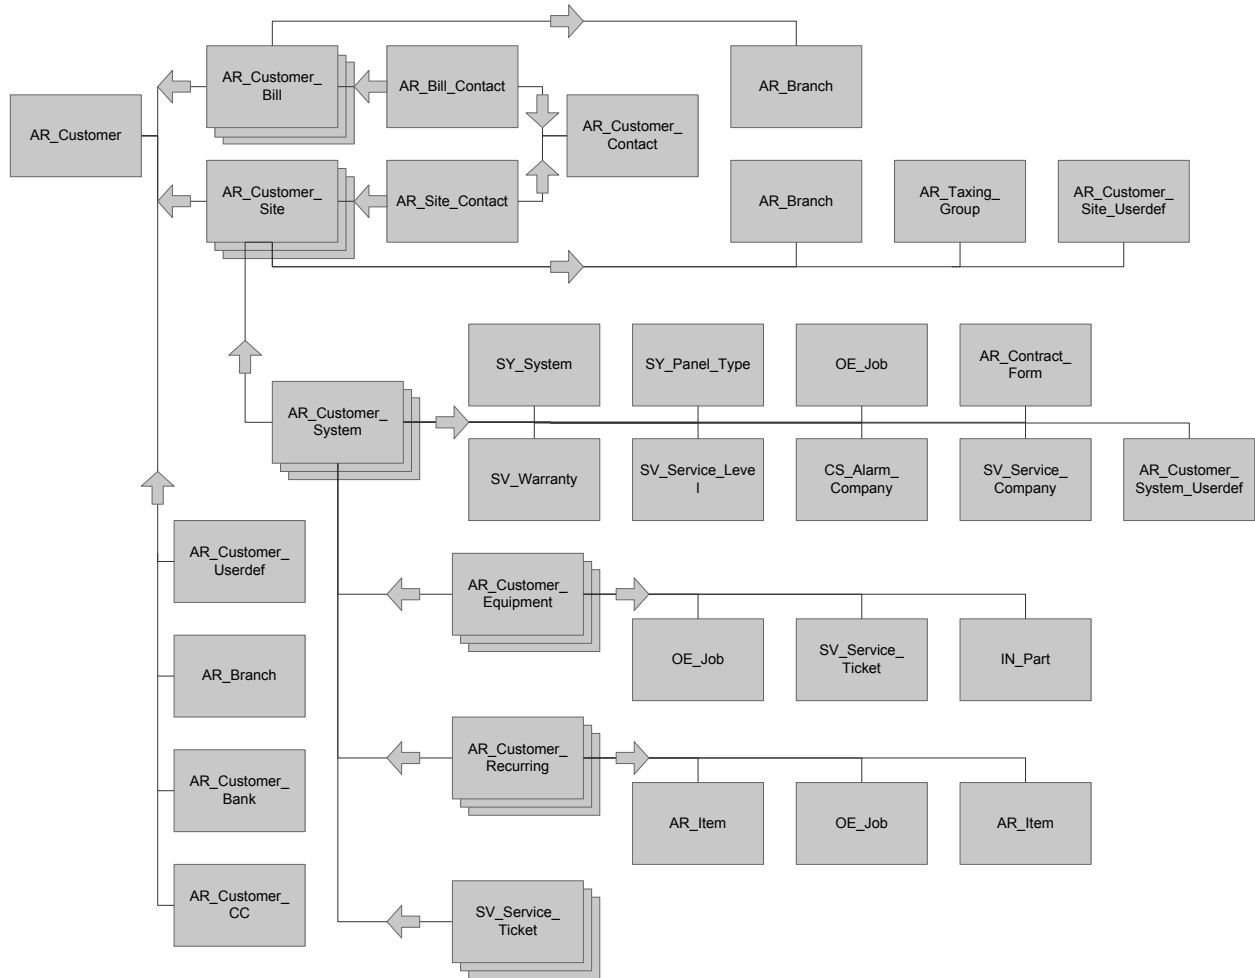 AR_Customer
AR_Customer_
Bill
AR_Bill_Contact
AR_Customer_
Contact
AR_Branch
AR_Customer_
Site
AR_Site_Contact
AR_Branch
AR_Taxing_
Group
AR_Customer_
Site_Userdef
AR_Customer_
System
SY_System
SY_Panel_Type
OE_Job
AR_Contract_
Form
SV_Warranty
SV_Service_Leve
l
CS_Alarm_
Company
SV_Service_
Company
AR_Customer_
System_Userdef
AR_Customer_
Userdef
AR_Branch
AR_Customer_
Bank
AR_Customer_
CC
AR_Customer_
Equipment
OE_Job
SV_Service_
Ticket
IN_Part
AR_Customer_
Recurring
AR_Item
OE_Job
AR_Item
SV_Service_
Ticket